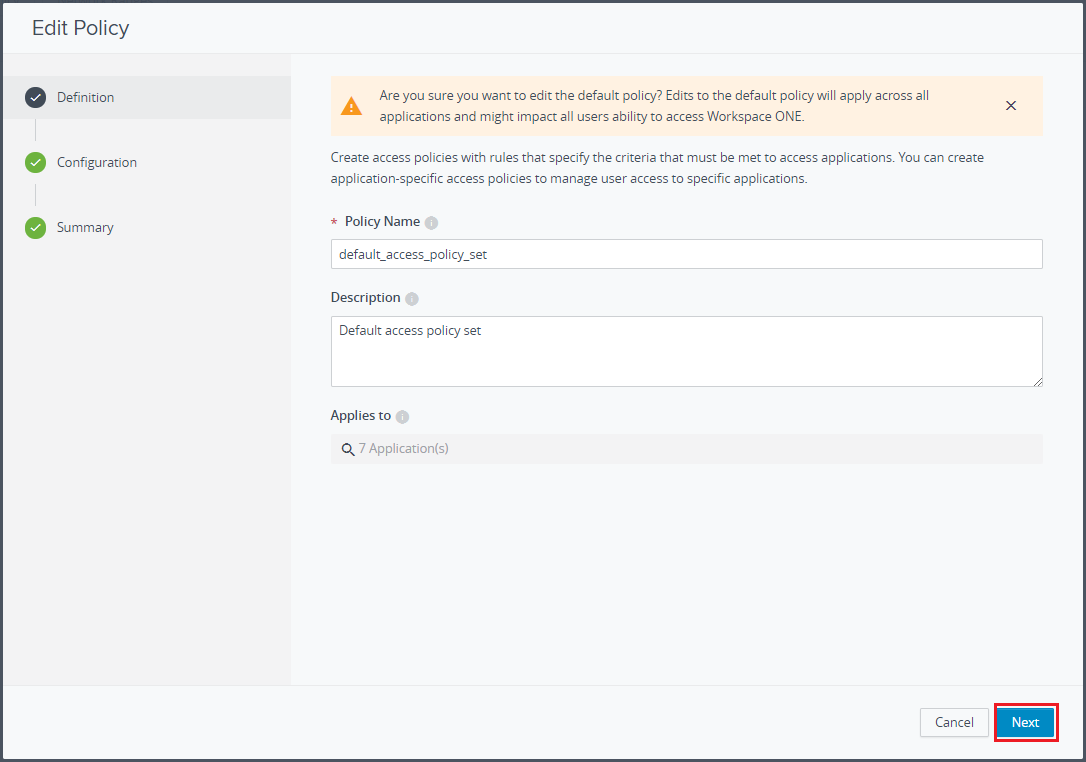 Edit Policy
Definition
Configuration
Summary
Are you sure you want to edit the default policy? Edits to the default policy will apply across all
applications and might impact all users ability to access Workspace ONE.
Create access policies with rules that specify the criteria that must be met to access applications. You can create
application-specific access policies to manage user access to specific applications.
* Policy Name
default_access_policy_set
Description
Default access policy set
Applies to
7 Application(s)
Cancel
Next